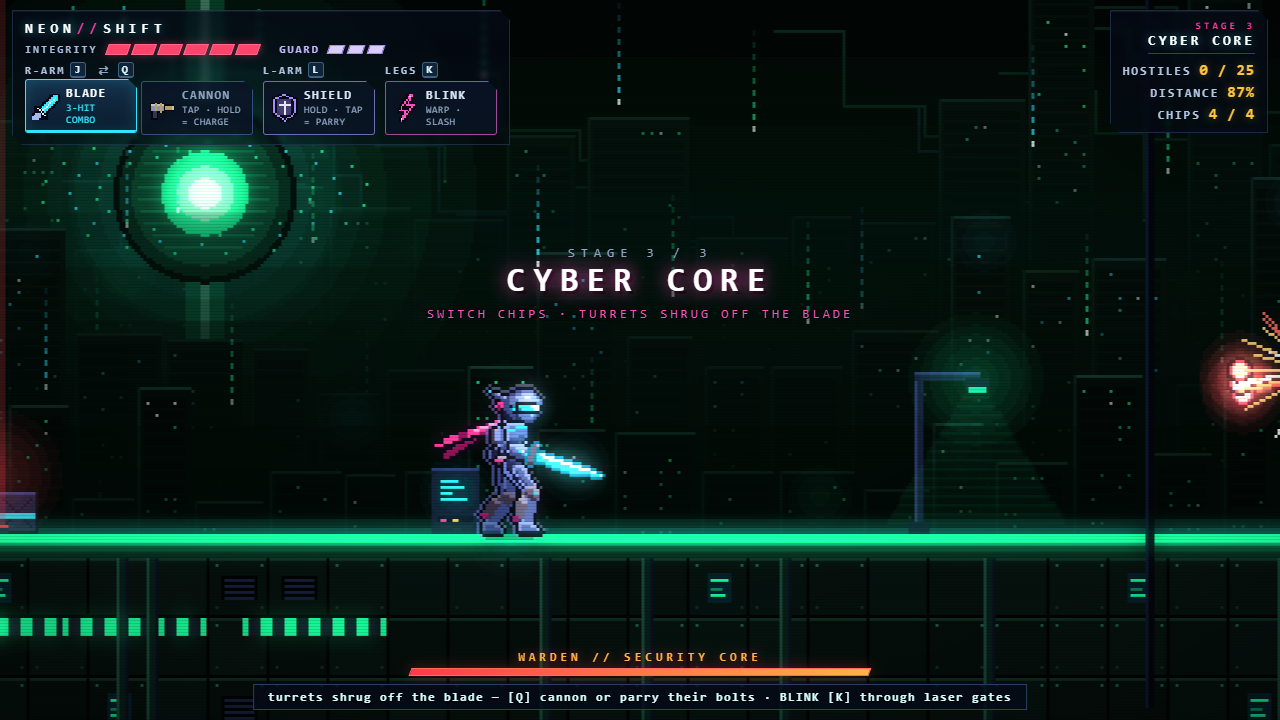 NEON//SHIFT
INTEGRITY GUARD
R-ARM J ⇄ Q L-ARM L LEGS K
BLADE
3-HIT
COMBO
CANNON
TAP · HOLD
= CHARGE
SHIELD
HOLD · TAP
= PARRY
BLINK
WARP ·
SLASH
STAGE 3
CYBER CORE
HOSTILES 0 / 25
DISTANCE 87%
CHIPS 4 / 4
STAGE 3 / 3
CYBER CORE
SWITCH CHIPS · TURRETS SHRUG OFF THE BLADE
WARDEN // SECURITY CORE
turrets shrug off the blade — [Q] cannon or parry their bolts · BLINK [K] through laser gates